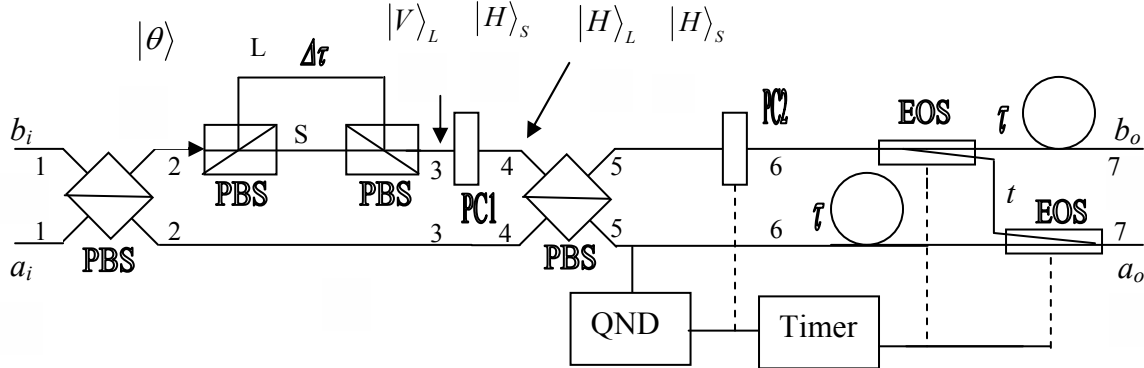 |θ⟩ L Δτ |V⟩_L |H⟩_S |H⟩_L |H⟩_S
PC2 EOS τ
b_i S b_o
1 2 3 4 5 6 7
PBS PBS PC1 τ t EOS
1 2 3 4 5 6 7
a_i PBS PBS a_o
QND Timer